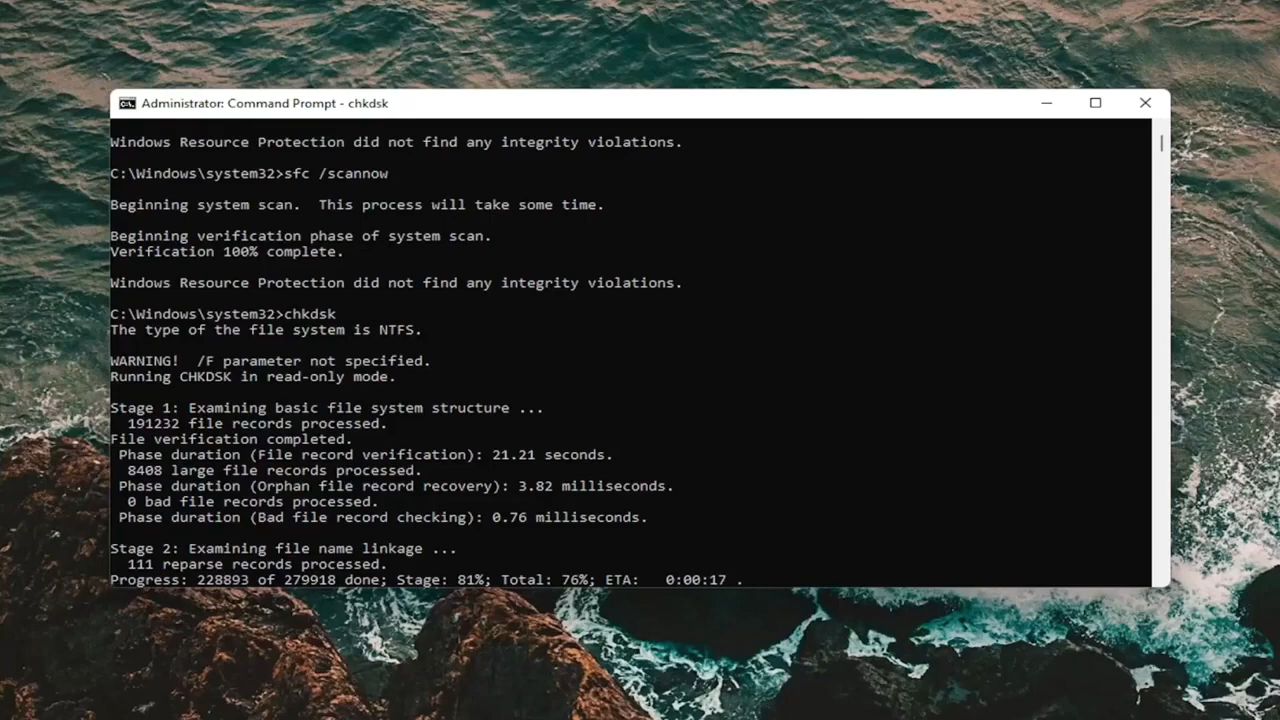 Administrator: Command Prompt - chkdsk
Windows Resource Protection did not find any integrity violations.
C:\Windows\system32>sfc /scannow
Beginning system scan.  This process will take some time.
Beginning verification phase of system scan.
Verification 100% complete.
Windows Resource Protection did not find any integrity violations.
C:\Windows\system32>chkdsk
The type of the file system is NTFS.
WARNING!  /F parameter not specified.
Running CHKDSK in read-only mode.
Stage 1: Examining basic file system structure ...
191232 file records processed.
File verification completed.
Phase duration (File record verification): 21.21 seconds.
8408 large file records processed.
Phase duration (Orphan file record recovery): 3.82 milliseconds.
0 bad file records processed.
Phase duration (Bad file record checking): 0.76 milliseconds.
Stage 2: Examining file name linkage ...
111 reparse records processed.
Progress: 228893 of 279918 done; Stage: 81%; Total: 76%; ETA:   0:00:17 .